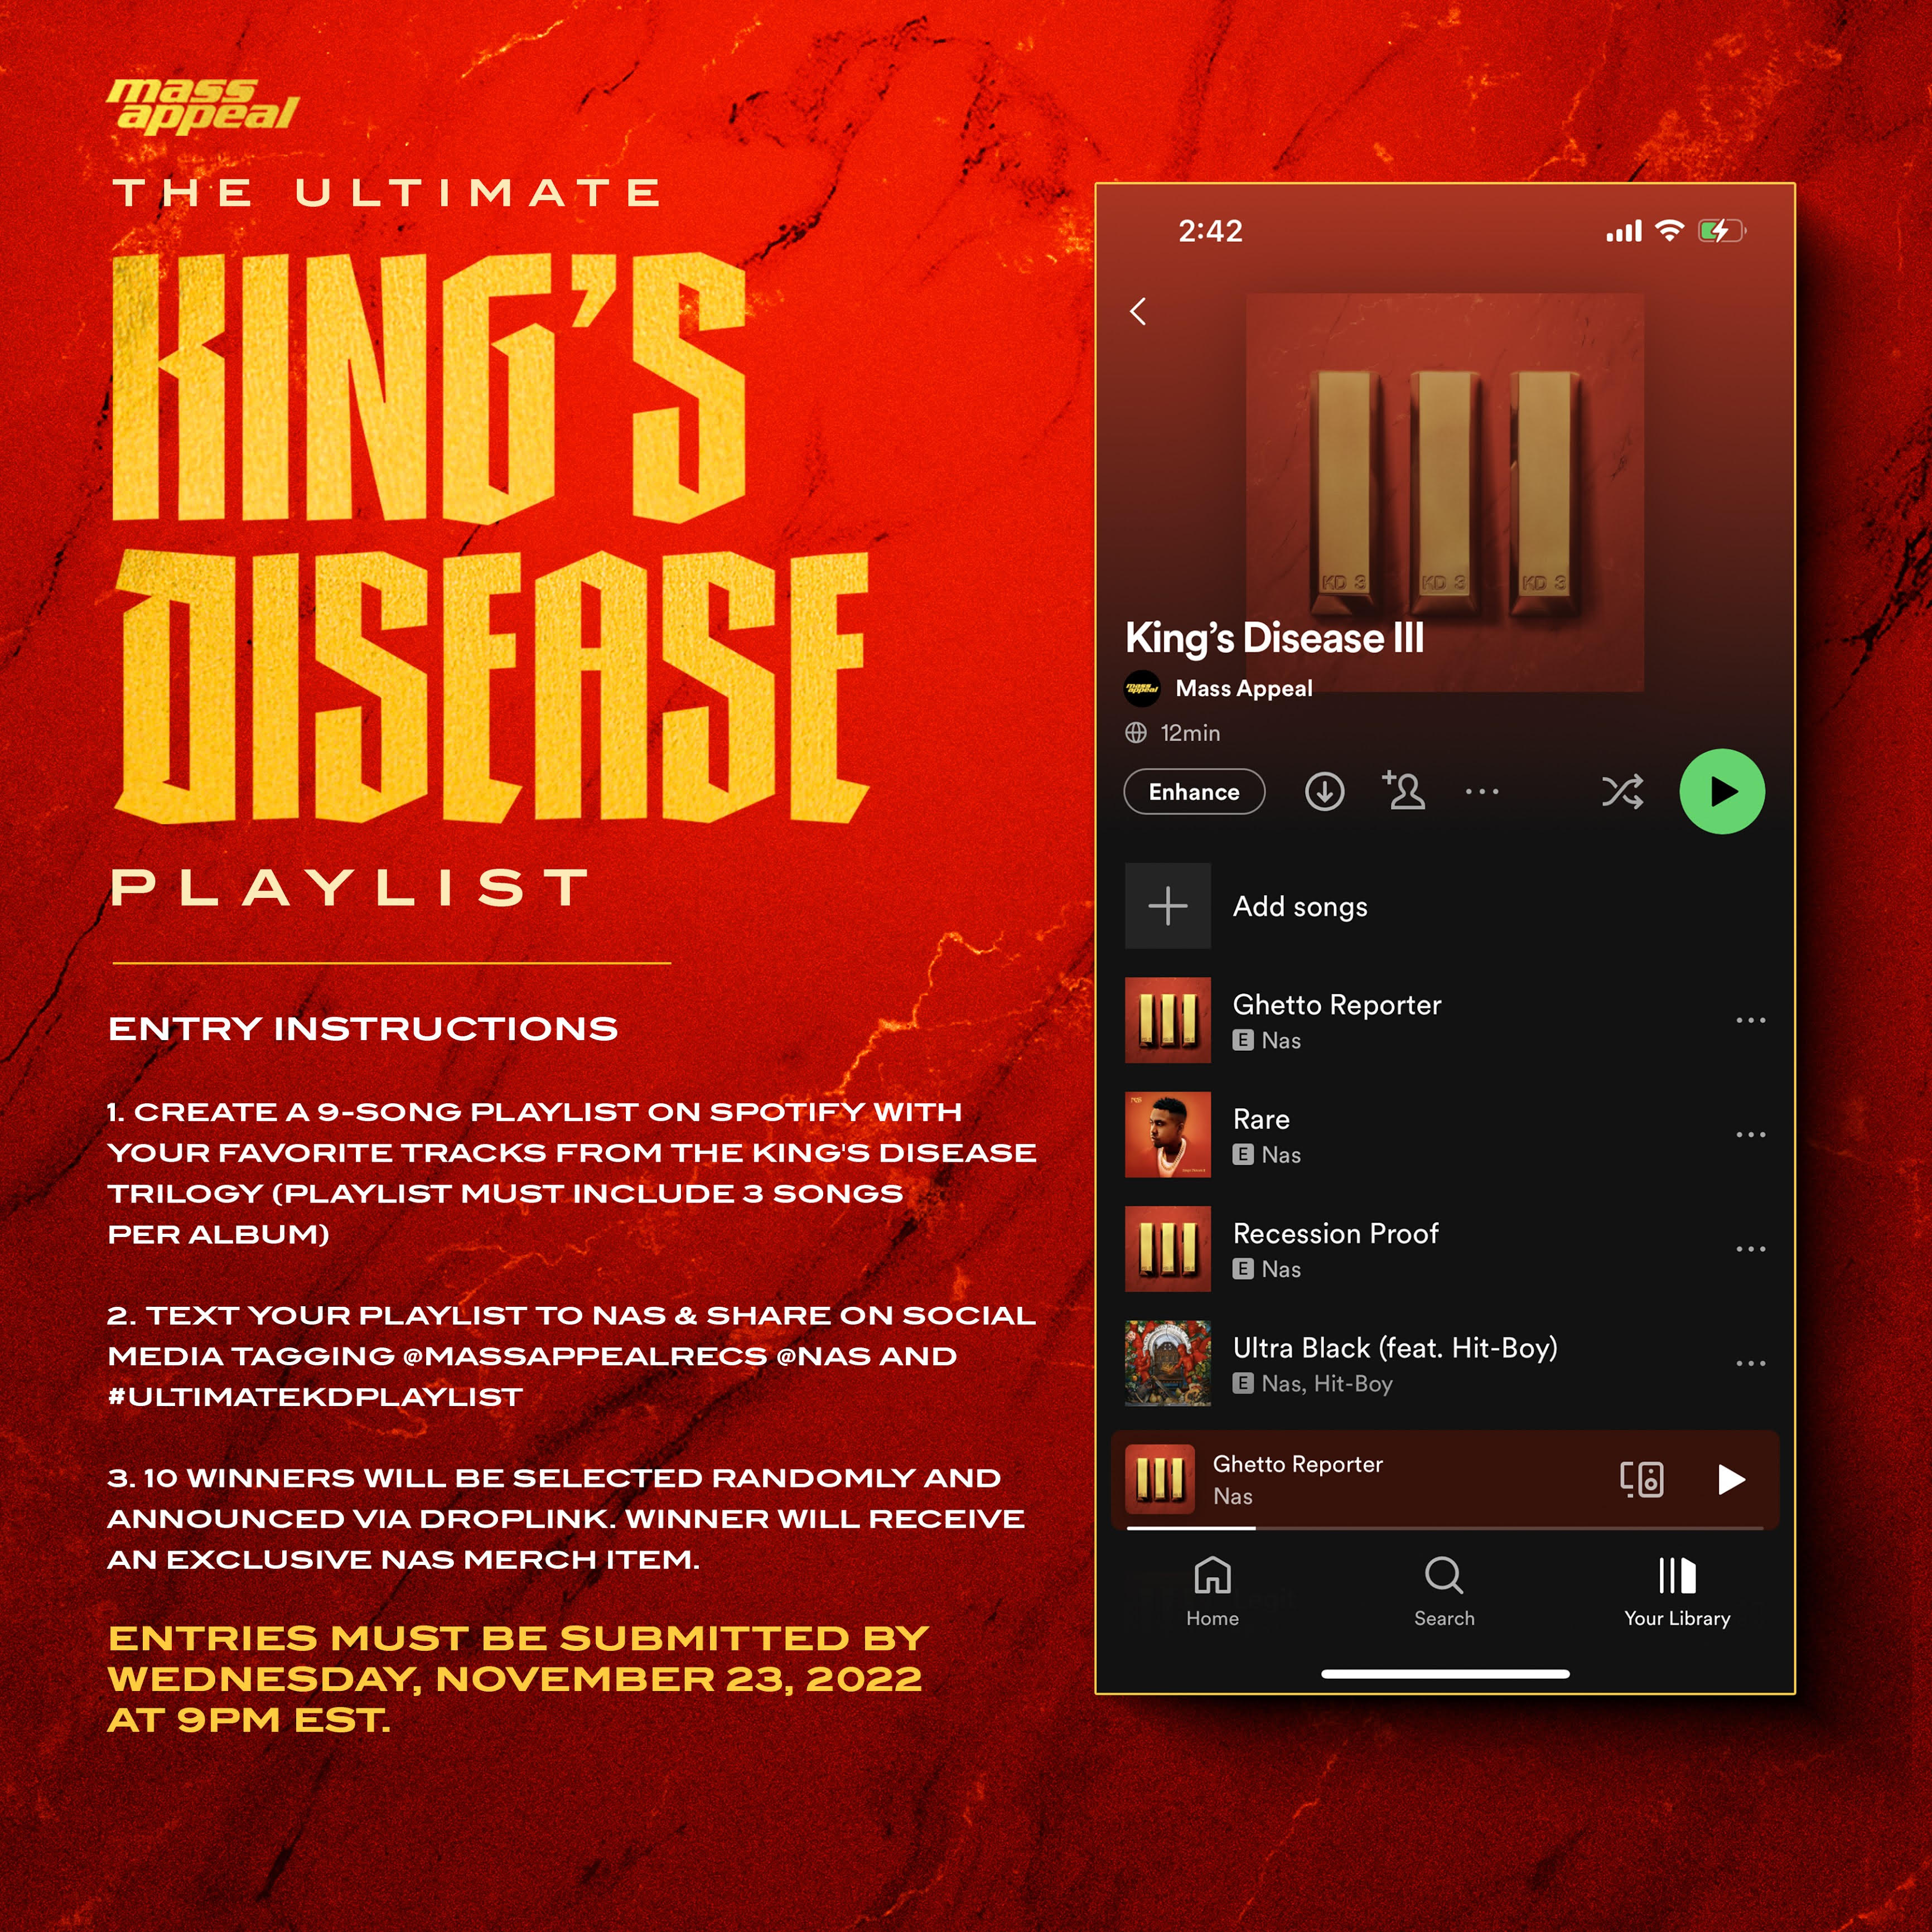 mass
appeal
THE ULTIMATE
KING'S
DISEASE
PLAYLIST
ENTRY INSTRUCTIONS
1. CREATE A 9-SONG PLAYLIST ON SPOTIFY WITH
YOUR FAVORITE TRACKS FROM THE KING'S DISEASE
TRILOGY (PLAYLIST MUST INCLUDE 3 SONGS
PER ALBUM)
2. TEXT YOUR PLAYLIST TO NAS & SHARE ON SOCIAL
MEDIA TAGGING @MASSAPPEALRECS @NAS AND
#ULTIMATEKDPLAYLIST
3. 10 WINNERS WILL BE SELECTED RANDOMLY AND
ANNOUNCED VIA DROPLINK. WINNER WILL RECEIVE
AN EXCLUSIVE NAS MERCH ITEM.
ENTRIES MUST BE SUBMITTED BY
WEDNESDAY, NOVEMBER 23, 2022
AT 9PM EST.
2:42
KD 3 KD 3 KD 3
King's Disease III
mass appeal Mass Appeal
12min
Enhance
Add songs
Ghetto Reporter
E Nas
Rare
E Nas
Recession Proof
E Nas
Ultra Black (feat. Hit-Boy)
E Nas, Hit-Boy
Ghetto Reporter
Nas
Home Search Your Library